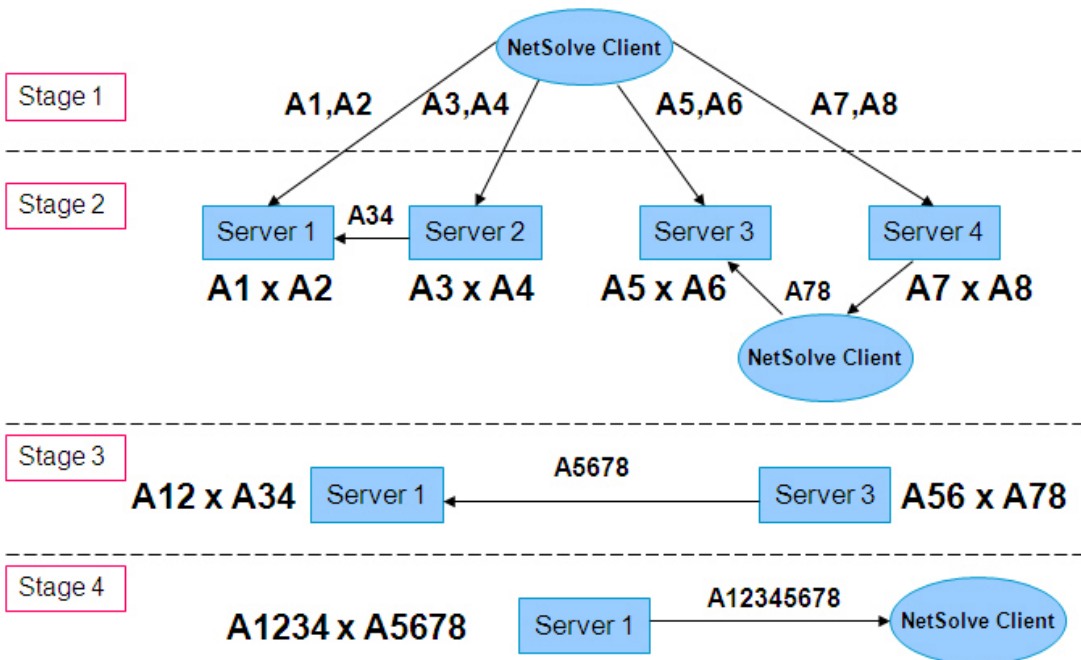 NetSolve Client
Stage 1
A1,A2
A3,A4
A5,A6
A7,A8
Stage 2
Server 1
A34
Server 2
Server 3
Server 4
A1 x A2
A3 x A4
A5 x A6
A78
A7 x A8
NetSolve Client
Stage 3
A12 x A34
Server 1
A5678
Server 3
A56 x A78
Stage 4
A1234 x A5678
Server 1
A12345678
NetSolve Client